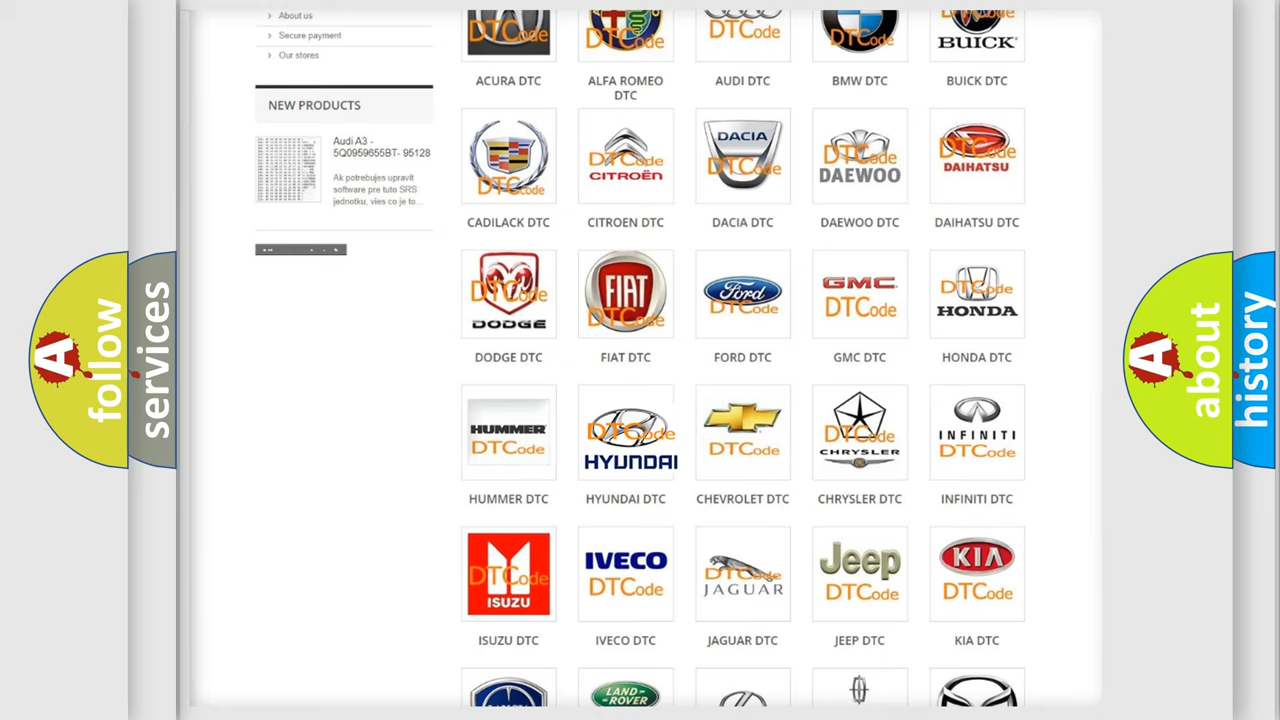 About us
Secure payment
Our stores
NEW PRODUCTS
Audi A3 -
5Q0959655BT- 95128
Ak potrebujes upravit
software pre tuto SRS
jednotku, vies co je to...
DTCode
DTCode
DTCode
DTCode
BUICK
ACURA DTC
ALFA ROMEO
DTC
AUDI DTC
BMW DTC
BUICK DTC
DTCode
DTCode
CITROËN
DACIA
DTCode
DTCode
DAEWOO
DTCode
DAIHATSU
CADILACK DTC
CITROEN DTC
DACIA DTC
DAEWOO DTC
DAIHATSU DTC
DTCode
DODGE
FIAT
DTCode
Ford
DTCode
GMC
DTCode
DTCode
HONDA
DODGE DTC
FIAT DTC
FORD DTC
GMC DTC
HONDA DTC
HUMMER
DTCode
DTCode
HYUNDAI
DTCode
DTCode
CHRYSLER
INFINITI
DTCode
HUMMER DTC
HYUNDAI DTC
CHEVROLET DTC
CHRYSLER DTC
INFINITI DTC
DTCode
ISUZU
IVECO
DTCode
DTCode
JAGUAR
Jeep
DTCode
KIA
DTCode
ISUZU DTC
IVECO DTC
JAGUAR DTC
JEEP DTC
KIA DTC
LAND-
ROVER
A
follow
services
A
about
history